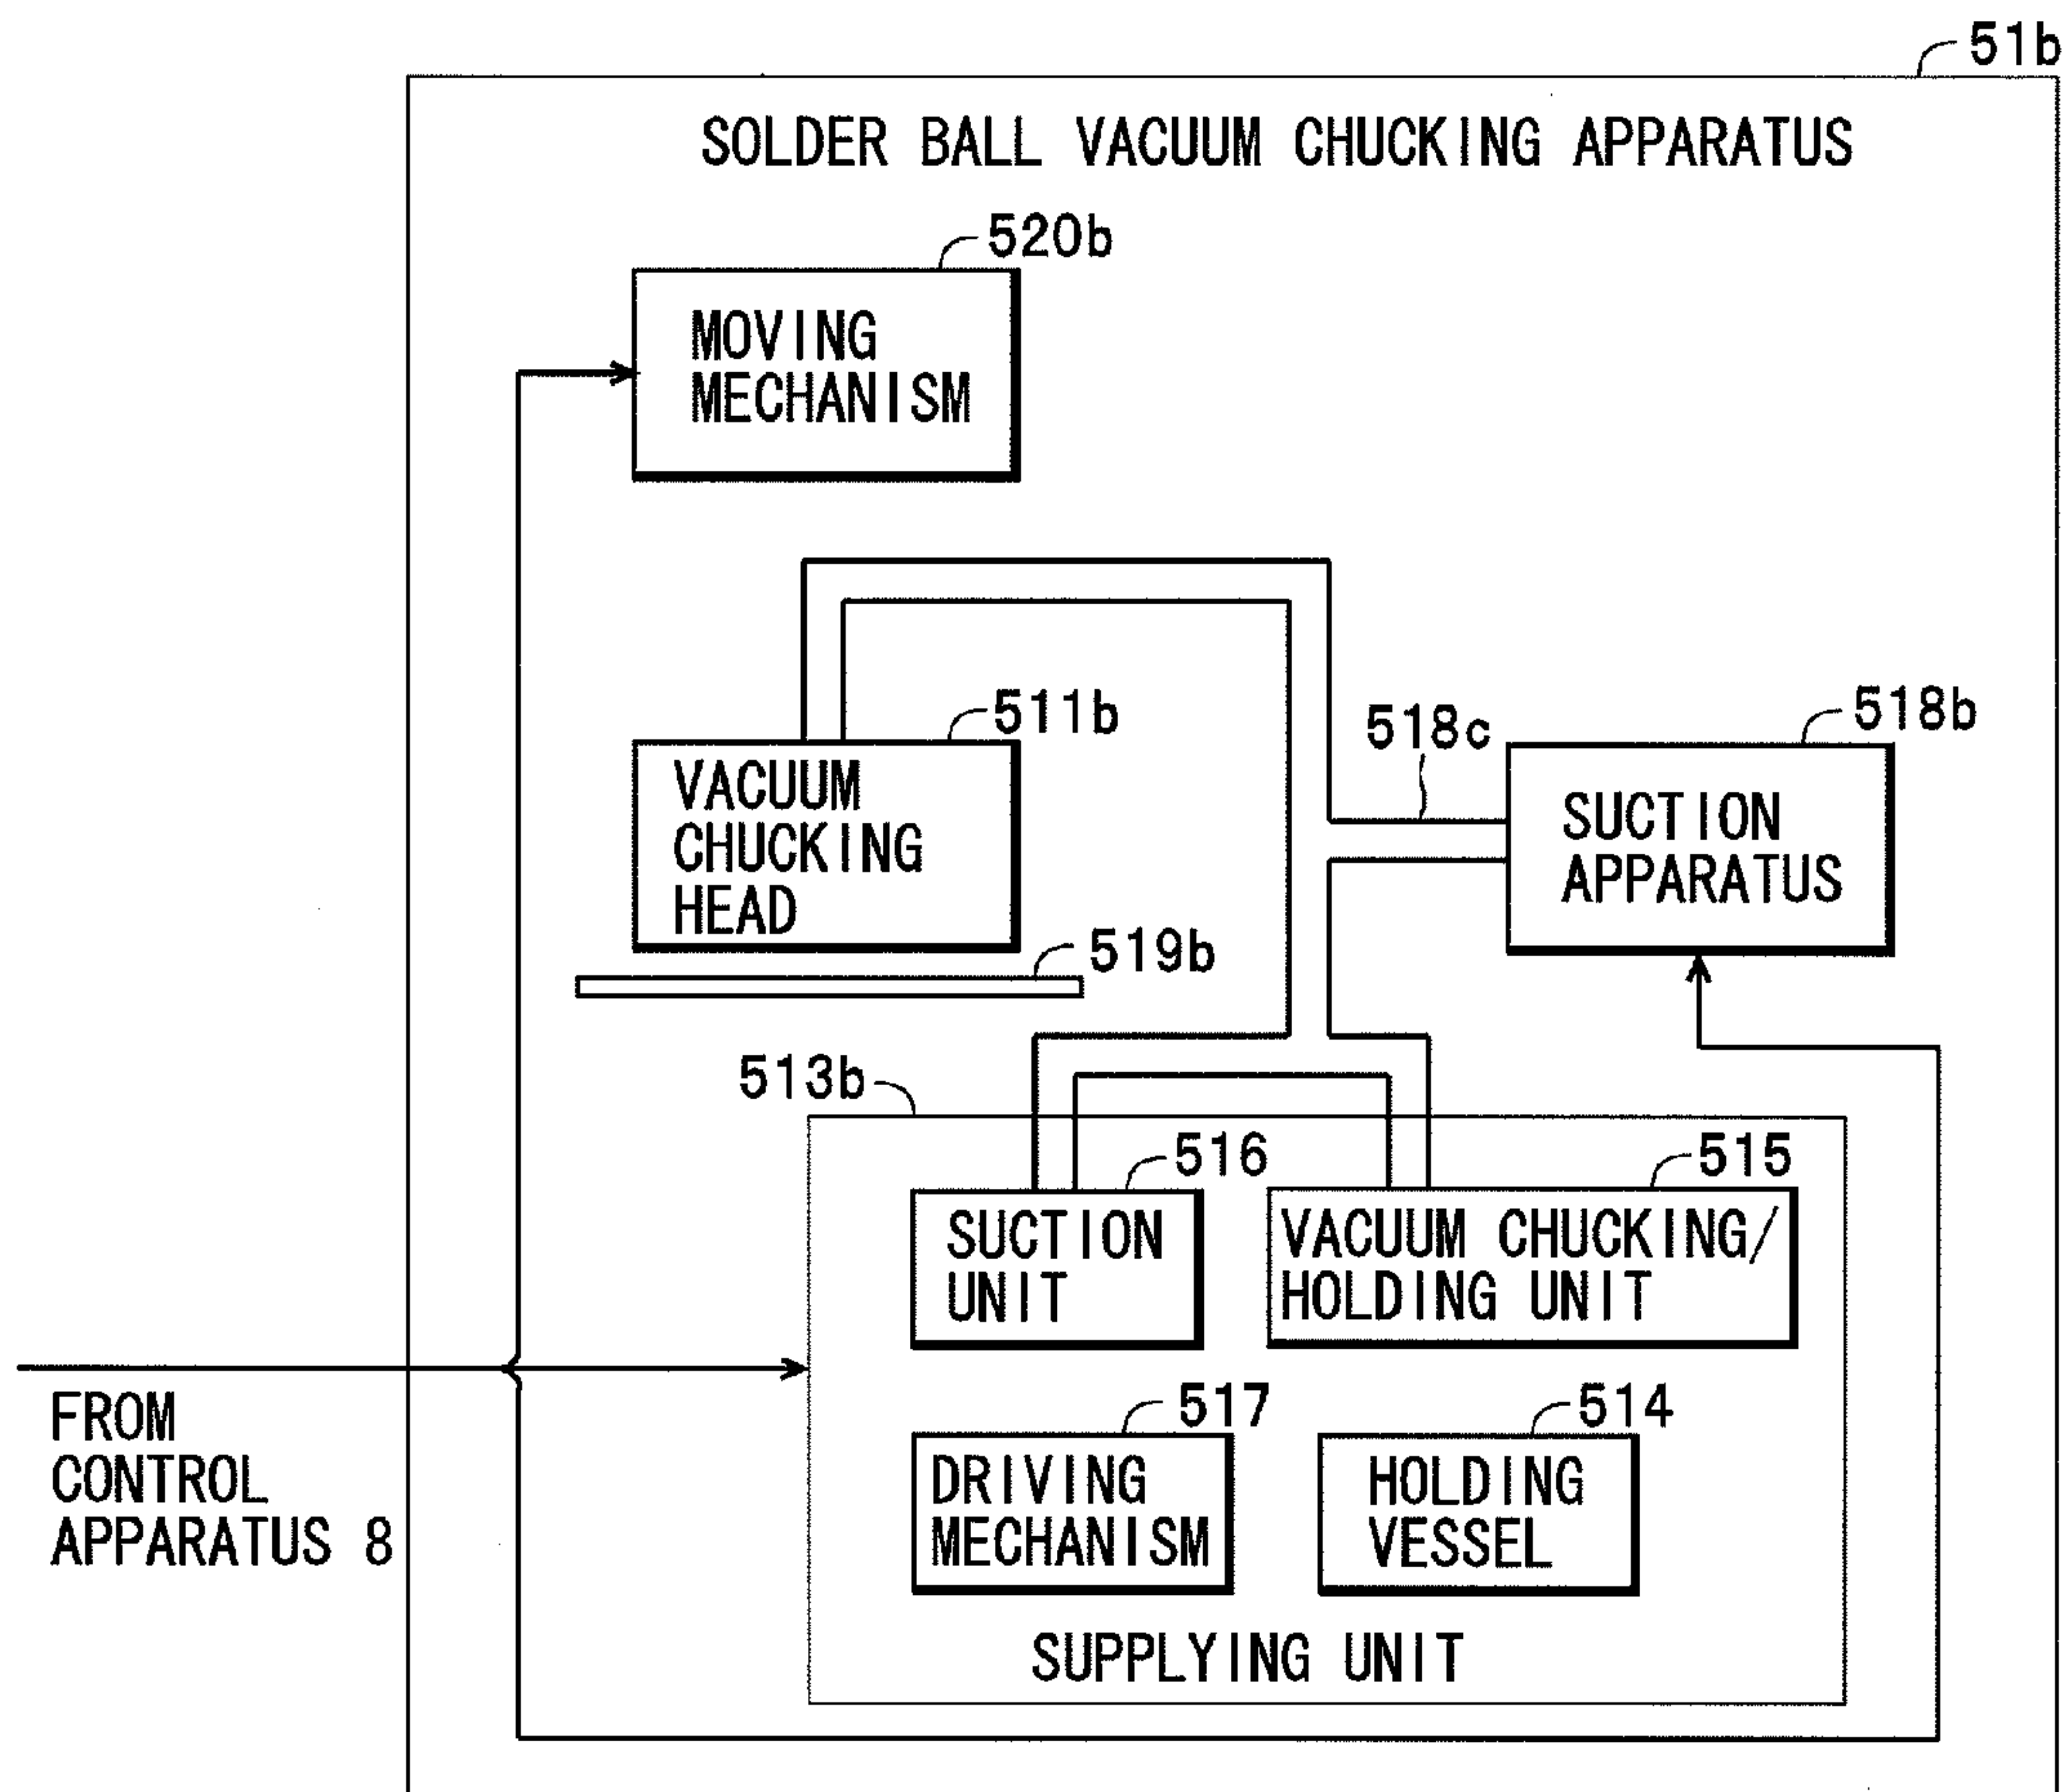 51b
SOLDER BALL VACUUM CHUCKING APPARATUS
520b
MOVING
MECHANISM
511b
VACUUM
CHUCKING
HEAD
518c
518b
SUCTION
APPARATUS
519b
513b
516
SUCTION
UNIT
515
VACUUM CHUCKING/
HOLDING UNIT
FROM
CONTROL
APPARATUS 8
517
DRIVING
MECHANISM
514
HOLDING
VESSEL
SUPPLYING UNIT